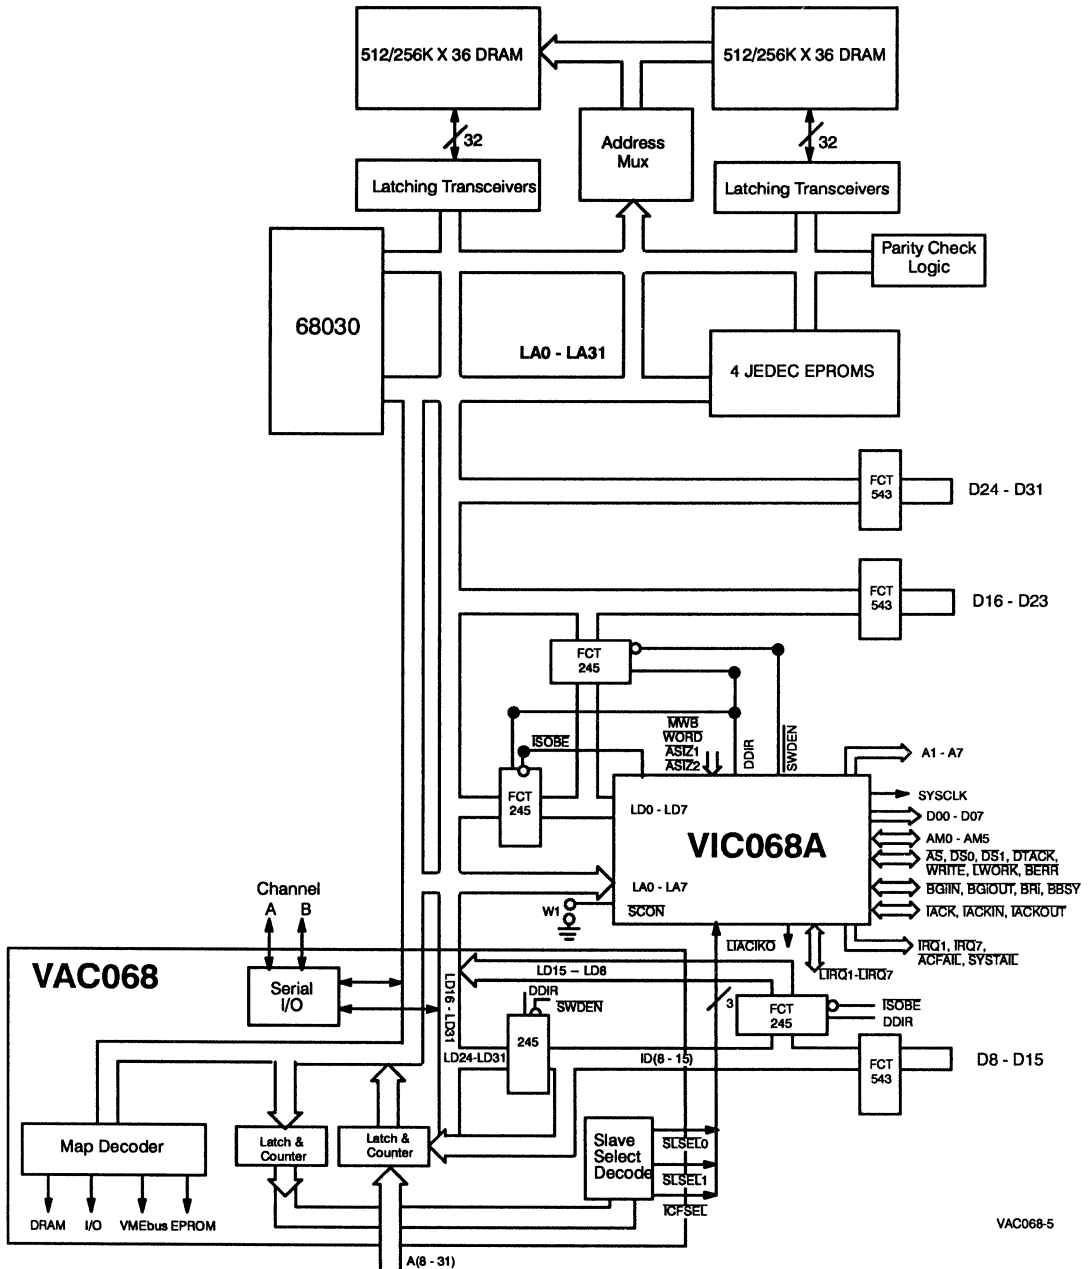 512/256K X 36 DRAM
512/256K X 36 DRAM
32
Address
Mux
32
Latching Transceivers
Latching Transceivers
Parity Check
Logic
68030
LA0 - LA31
4 JEDEC EPROMS
FCT
543
D24 - D31
FCT
543
D16 - D23
FCT
245
MWB
WORD
ASIZ1
ASIZ2
DDIR
SWDEN
ISOBE
FCT
245
A1 - A7
SYSCLK
LD0 - LD7
D00 - D07
VIC068A
AM0 - AM5
AS, DS0, DS1, DTACK,
WRITE, LWORK, BERR
LA0 - LA7
BGIIN, BGiOUT, BRi, BBSY
W1
SCON
IACK, IACKIN, IACKOUT
Channel
A B
LIACIKO
IRQ1, IRQ7,
ACFAIL, SYSTAIL
LIRQ1-LIRQ7
VAC068
Serial
I/O
LD16 - LD31
LD15 – LD8
DDIR
SWDEN
3
FCT
245
ISOBE
DDIR
245
LD24-LD31
ID(8 - 15)
FCT
543
D8 - D15
Map Decoder
Latch &
Counter
Latch &
Counter
Slave
Select
Decode
SLSEL0
SLSEL1
ICFSEL
DRAM I/O VMEbus EPROM
A(8 - 31)
VAC068-5